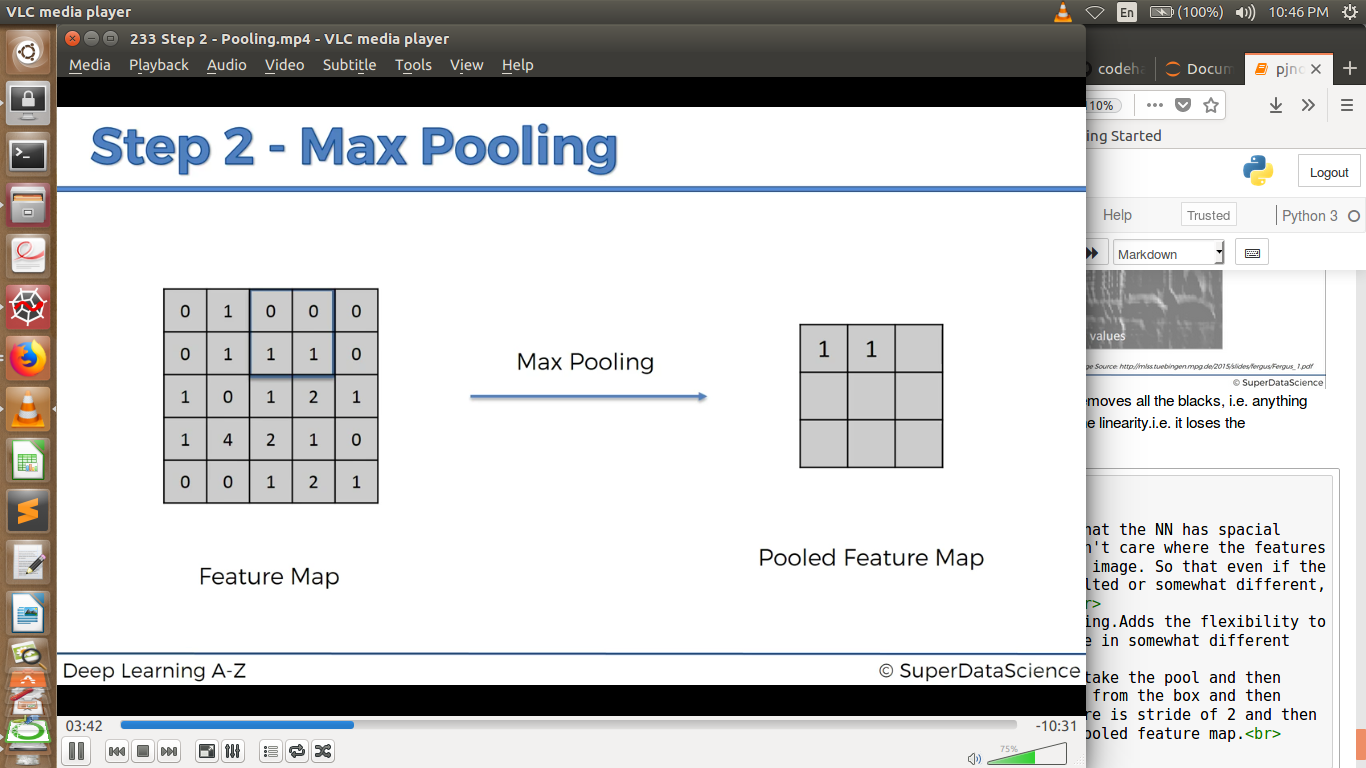 VLC media player
En
(100%)
10:46 PM
233 Step 2 - Pooling.mp4 - VLC media player
Media Playback Audio Video Subtitle Tools View Help
Step 2 - Max Pooling
0 1 0 0 0
0 1 1 1 0
1 0 1 2 1
1 4 2 1 0
0 0 1 2 1
Feature Map
Max Pooling
1 1
Pooled Feature Map
Deep Learning A-Z
© SuperDataScience
03:42
-10:31
75%
codeha
Docum
pjnc
10%
ing Started
Logout
Help
Trusted
Python 3
Markdown
values
ge Source: http://mlss.tuebingen.mpg.de/2015/slides/fergus/Fergus_1.pdf
© SuperDataScience
emoves all the blacks, i.e. anything
e linearity.i.e. it loses the
hat the NN has spacial
n't care where the features
image. So that even if the
lted or somewhat different,
r>
ing.Adds the flexibility to
e in somewhat different
take the pool and then
from the box and then
re is stride of 2 and then
ooled feature map.<br>